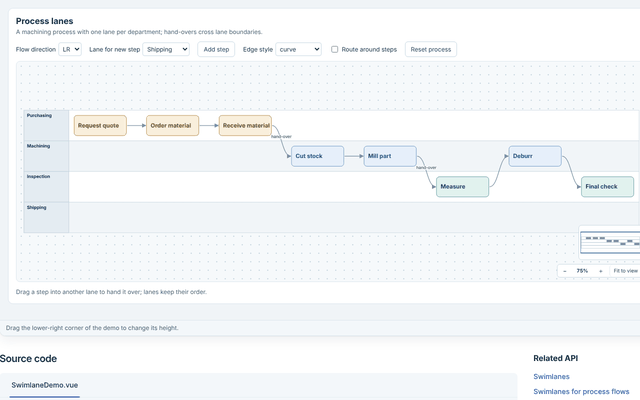 Process lanes
A machining process with one lane per department; hand-overs cross lane boundaries.
Flow direction LR Lane for new step Shipping Add step Edge style curve Route around steps Reset process
Purchasing
Request quote Order material Receive material
hand-over
Machining
Cut stock Mill part Deburr
hand-over
Inspection
Measure Final check
Shipping
− 75% + Fit to view
Drag a step into another lane to hand it over; lanes keep their order.
Drag the lower-right corner of the demo to change its height.
Source code
Related API
SwimlaneDemo.vue
Swimlanes
Swimlanes for process flows